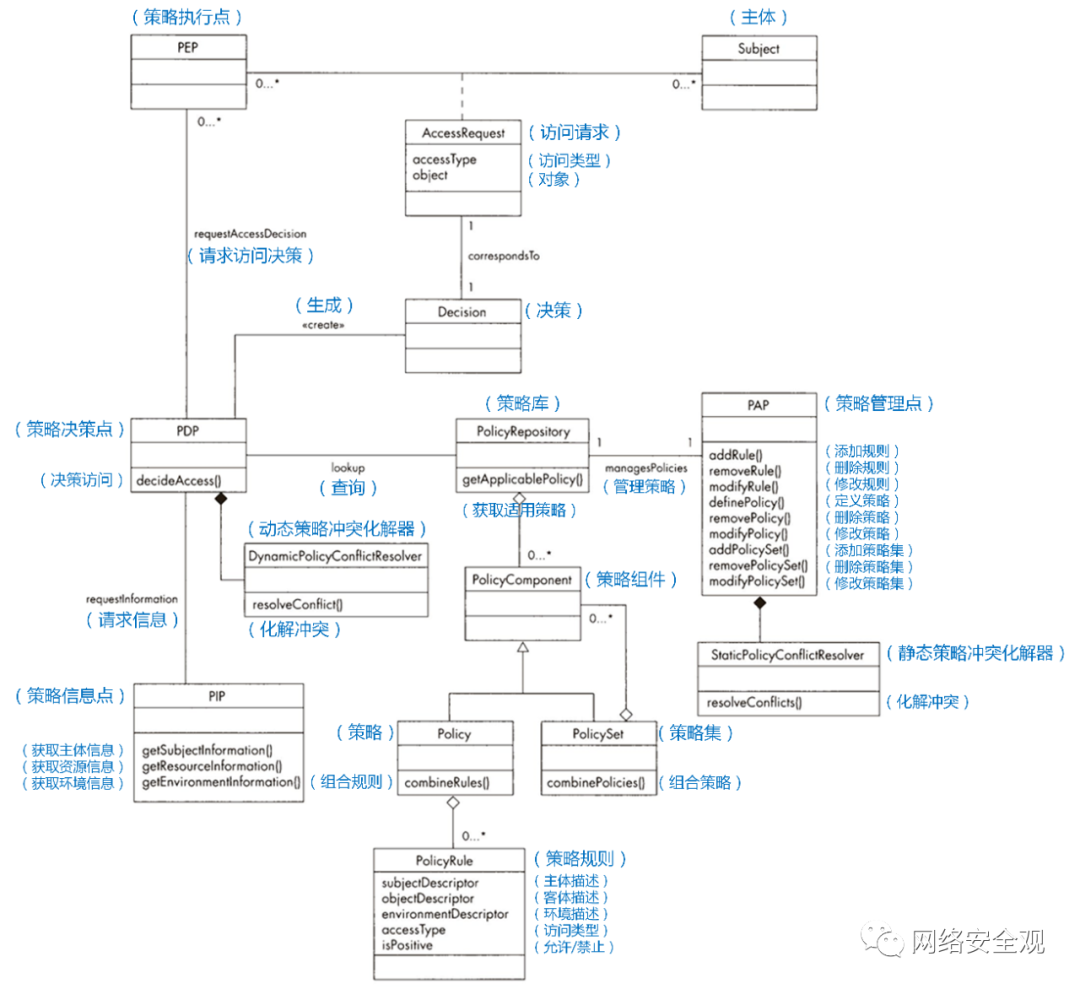 （策略执行点）
PEP
（主体）
Subject
0...*
0...*
0...*
AccessRequest
（访问请求）
accessType
（访问类型）
object
（对象）
1
requestAccessDecision
（请求访问决策）
correspondsTo
1
（生成）
«create»
Decision
（决策）
（策略决策点）
PDP
decideAccess()
（决策访问）
（策略库）
PolicyRepository
getApplicablePolicy()
（获取适用策略）
lookup
（查询）
1
1
managesPolicies
（管理策略）
PAP
（策略管理点）
addRule()
（添加规则）
removeRule()
（删除规则）
modifyRule()
（修改规则）
definePolicy()
（定义策略）
removePolicy()
（删除策略）
modifyPolicy()
（修改策略）
addPolicySet()
（添加策略集）
removePolicySet()
（删除策略集）
modifyPolicySet()
（修改策略集）
（动态策略冲突化解器）
DynamicPolicyConflictResolver
resolveConflict()
（化解冲突）
0...*
PolicyComponent
（策略组件）
0...*
requestInformation
（请求信息）
StaticPolicyConflictResolver
（静态策略冲突化解器）
resolveConflicts()
（化解冲突）
（策略信息点）
PIP
（获取主体信息）
getSubjectInformation()
（获取资源信息）
getResourceInformation()
（获取环境信息）
getEnvironmentInformation()
（策略）
Policy
（组合规则）
combineRules()
PolicySet
（策略集）
combinePolicies()
（组合策略）
0...*
PolicyRule
（策略规则）
subjectDescriptor
（主体描述）
objectDescriptor
（客体描述）
environmentDescriptor
（环境描述）
accessType
（访问类型）
isPositive
（允许/禁止）
网络安全观